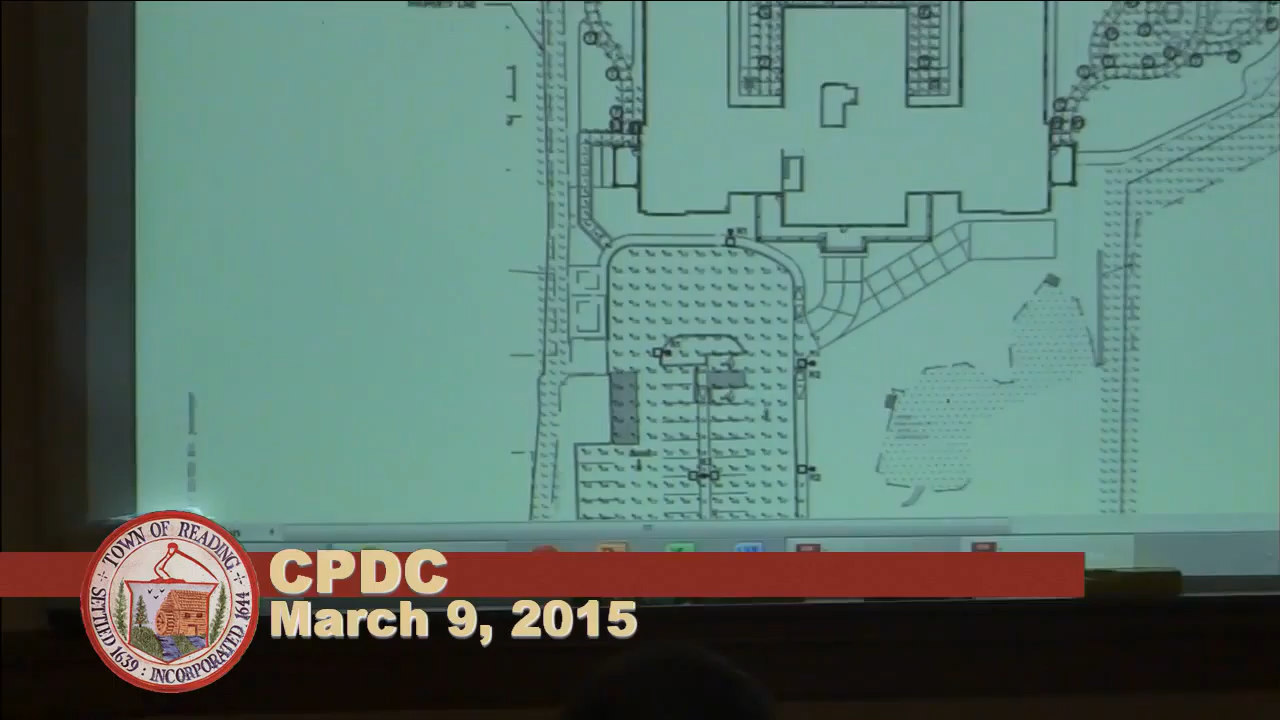 TOWN OF READING
SETTLED 1639 : INCORPORATED 1644
CPDC
March 9, 2015